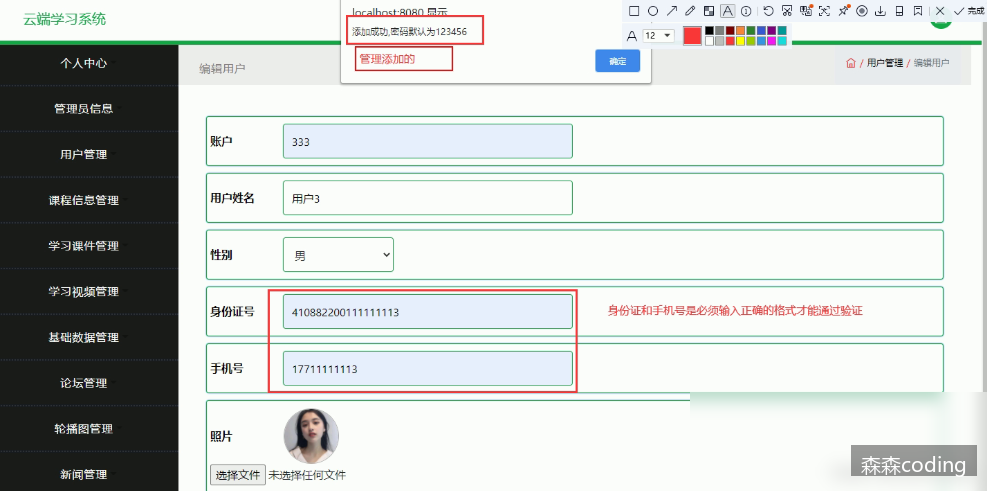 云端学习系统
localhost:8080 显示
添加成功,密码默认为123456
管理添加的
确定
A 12
完成
个人中心
管理员信息
用户管理
课程信息管理
学习课件管理
学习视频管理
基础数据管理
论坛管理
轮播图管理
新闻管理
编辑用户
/ 用户管理 / 编辑用户
账户 333
用户姓名 用户3
性别 男
身份证号 410882200111111113
身份证和手机号是必须输入正确的格式才能通过验证
手机号 17711111113
照片
选择文件 未选择任何文件
森森coding